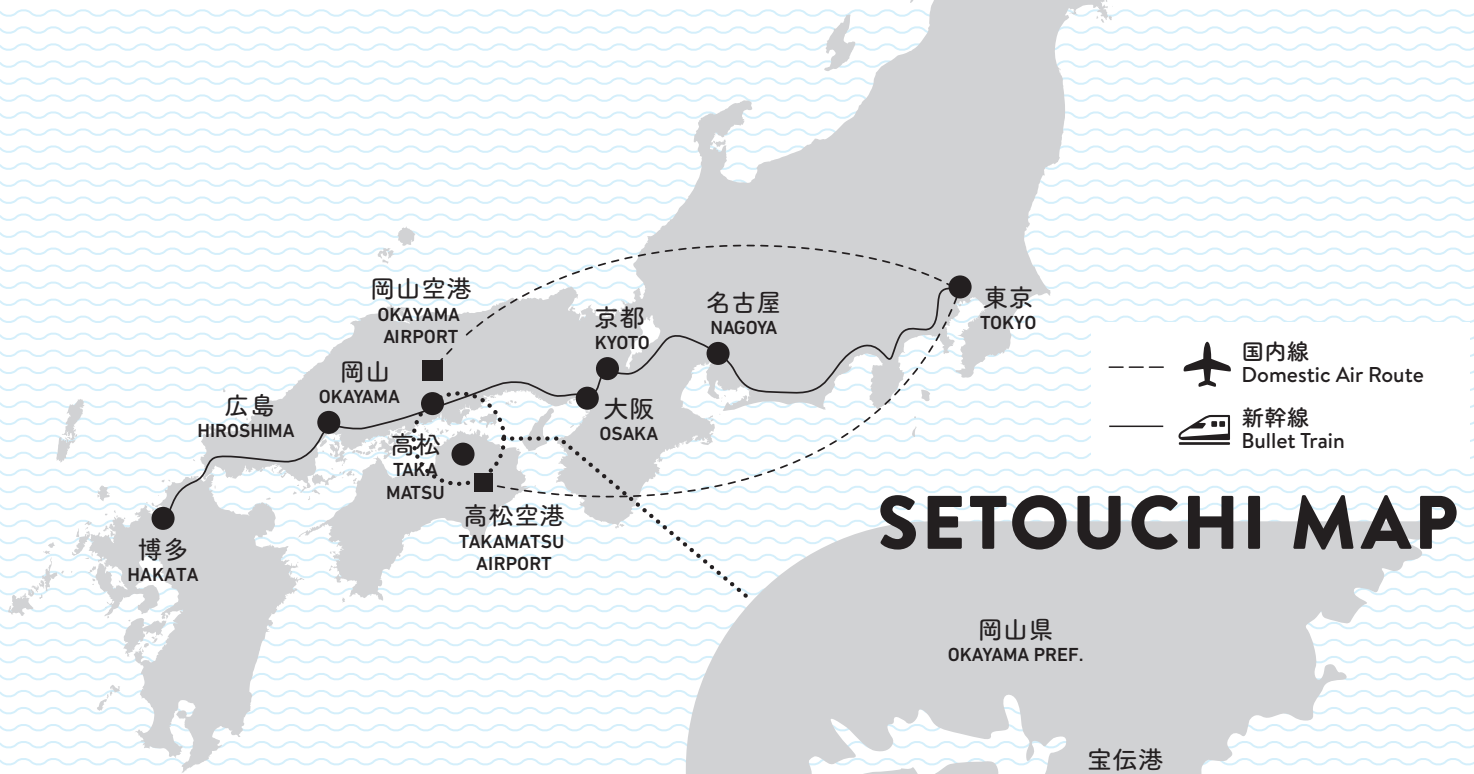 岡山空港
OKAYAMA
AIRPORT
京都
KYOTO
名古屋
NAGOYA
東京
TOKYO
国内線
Domestic Air Route
新幹線
Bullet Train
岡山
OKAYAMA
広島
HIROSHIMA
大阪
OSAKA
高松
TAKA
MATSU
高松空港
TAKAMATSU
AIRPORT
博多
HAKATA
SETOUCHI MAP
岡山県
OKAYAMA PREF.
宝伝港